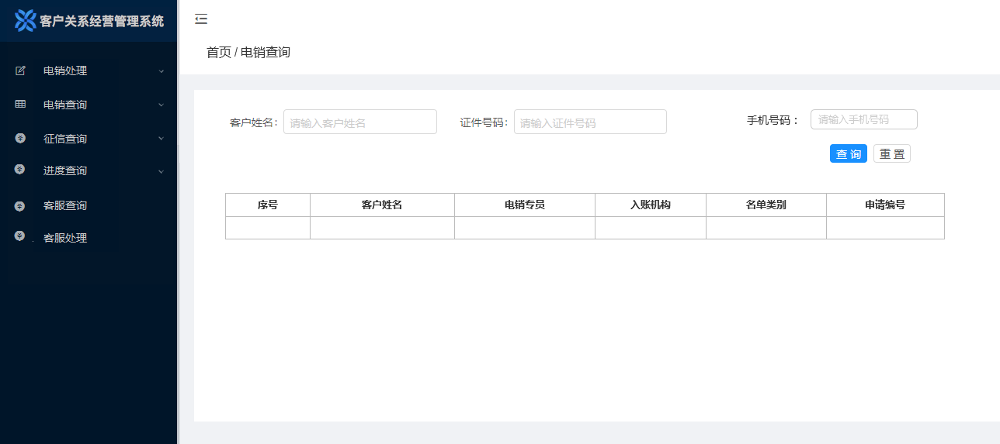 客户关系经营管理系统
首页 / 电销查询
电销处理
电销查询
征信查询
进度查询
客服查询
客服处理
客户姓名: 请输入客户姓名 证件号码: 请输入证件号码 手机号码： 请输入手机号码
查 询 重 置
序号 客户姓名 电销专员 入账机构 名单类别 申请编号